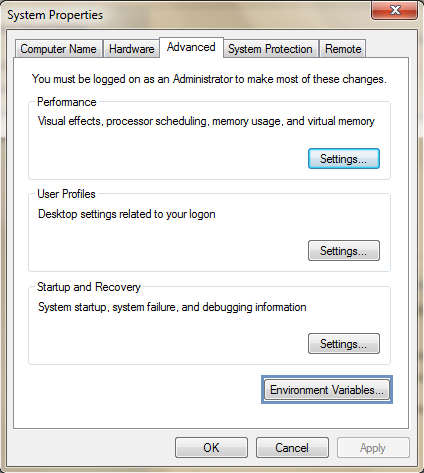 System Properties
Computer Name Hardware Advanced System Protection Remote
You must be logged on as an Administrator to make most of these changes.
Performance
Visual effects, processor scheduling, memory usage, and virtual memory
Settings...
User Profiles
Desktop settings related to your logon
Settings...
Startup and Recovery
System startup, system failure, and debugging information
Settings...
Environment Variables...
OK Cancel Apply